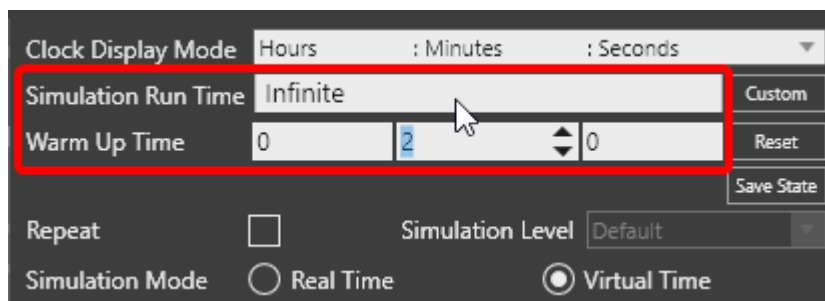 Clock Display Mode Hours : Minutes : Seconds
Simulation Run Time Infinite Custom
Warm Up Time 0 2 0 Reset
Save State
Repeat Simulation Level Default
Simulation Mode Real Time Virtual Time